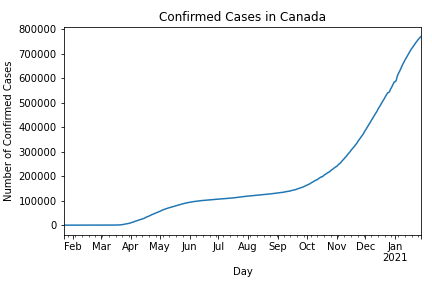 Confirmed Cases in Canada
Number of Confirmed Cases
800000
700000
600000
500000
400000
300000
200000
100000
0
Feb Mar Apr May Jun Jul Aug Sep Oct Nov Dec Jan
2021
Day